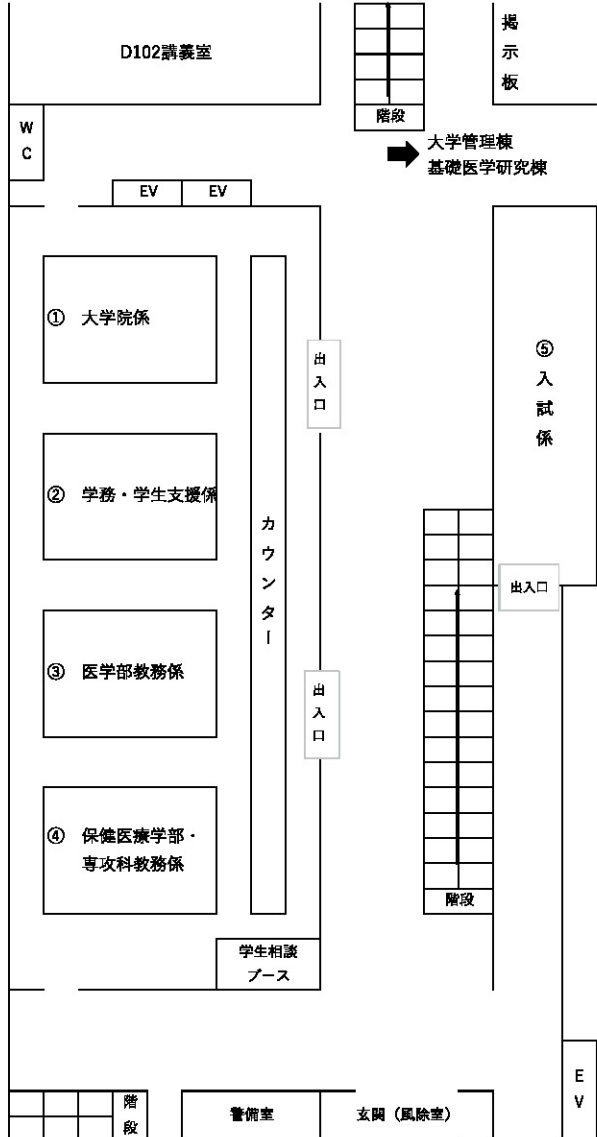 D102講義室
掲示板
階段
WC
大学管理棟
基礎医学研究棟
EV
EV
① 大学院係
出入口
⑤入試係
② 学務・学生支援係
カウンター
出入口
③ 医学部教務係
出入口
④ 保健医療学部・
専攻科教務係
階段
学生相談
ブース
EV
階段
警備室
玄関（風除室）